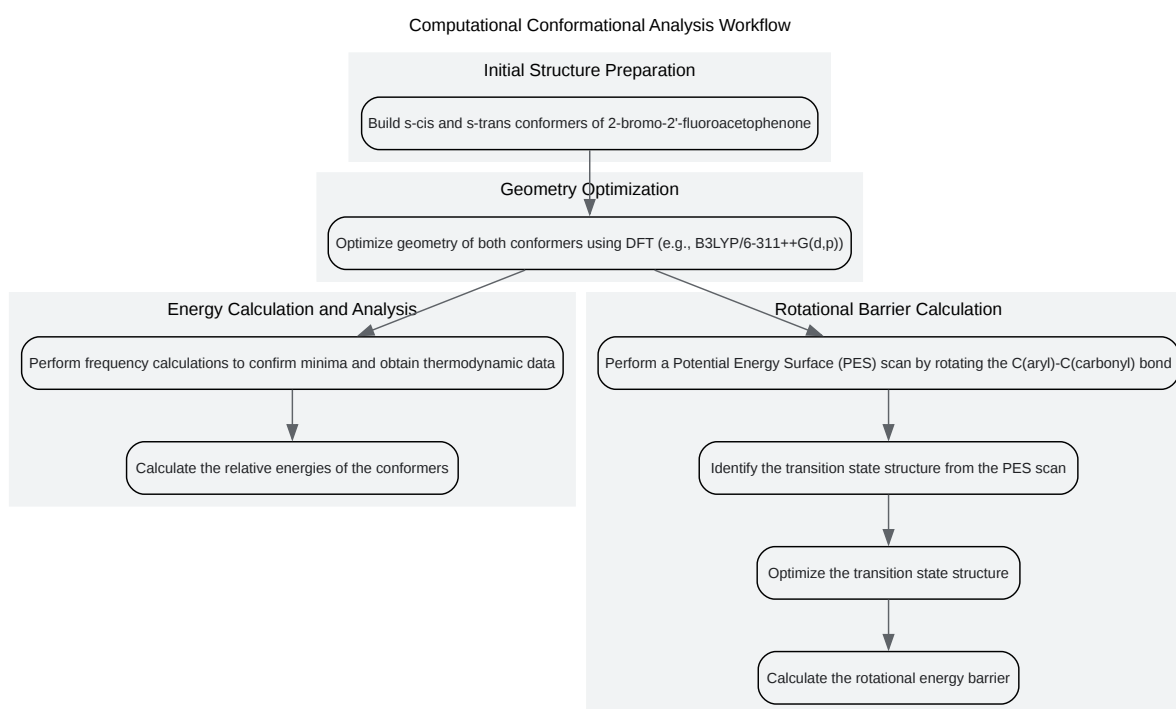 Computational Conformational Analysis Workflow
Initial Structure Preparation
Build s-cis and s-trans conformers of 2-bromo-2'-fluoroacetophenone
Geometry Optimization
Optimize geometry of both conformers using DFT (e.g., B3LYP/6-311++G(d,p))
Energy Calculation and Analysis
Perform frequency calculations to confirm minima and obtain thermodynamic data
Calculate the relative energies of the conformers
Rotational Barrier Calculation
Perform a Potential Energy Surface (PES) scan by rotating the C(aryl)-C(carbonyl) bond
Identify the transition state structure from the PES scan
Optimize the transition state structure
Calculate the rotational energy barrier